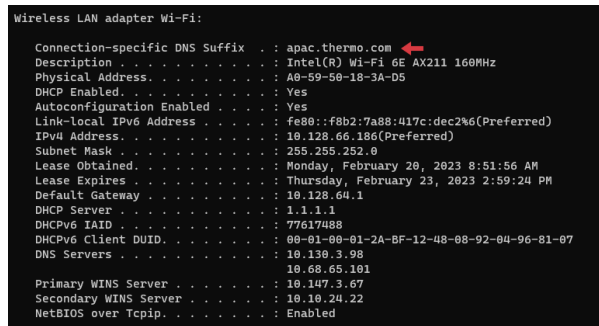 Wireless LAN adapter Wi-Fi:
Connection-specific DNS Suffix . : apac.thermo.com
Description . . . . . . . . . . . : Intel(R) Wi-Fi 6E AX211 160MHz
Physical Address. . . . . . . . . : A0-59-50-18-3A-D5
DHCP Enabled. . . . . . . . . . . : Yes
Autoconfiguration Enabled . . . . : Yes
Link-local IPv6 Address . . . . . : fe80::f8b2:7a88:417c:dec2%6(Preferred)
IPv4 Address. . . . . . . . . . . : 10.128.66.186(Preferred)
Subnet Mask . . . . . . . . . . . : 255.255.252.0
Lease Obtained. . . . . . . . . . : Monday, February 20, 2023 8:51:56 AM
Lease Expires . . . . . . . . . . : Thursday, February 23, 2023 2:59:24 PM
Default Gateway . . . . . . . . . : 10.128.64.1
DHCP Server . . . . . . . . . . . : 1.1.1.1
DHCPv6 IAID . . . . . . . . . . . : 77617488
DHCPv6 Client DUID. . . . . . . . : 00-01-00-01-2A-BF-12-48-08-92-04-96-81-07
DNS Servers . . . . . . . . . . . : 10.130.3.98
10.68.65.101
Primary WINS Server . . . . . . . : 10.147.3.67
Secondary WINS Server . . . . . . : 10.10.24.22
NetBIOS over Tcpip. . . . . . . . : Enabled